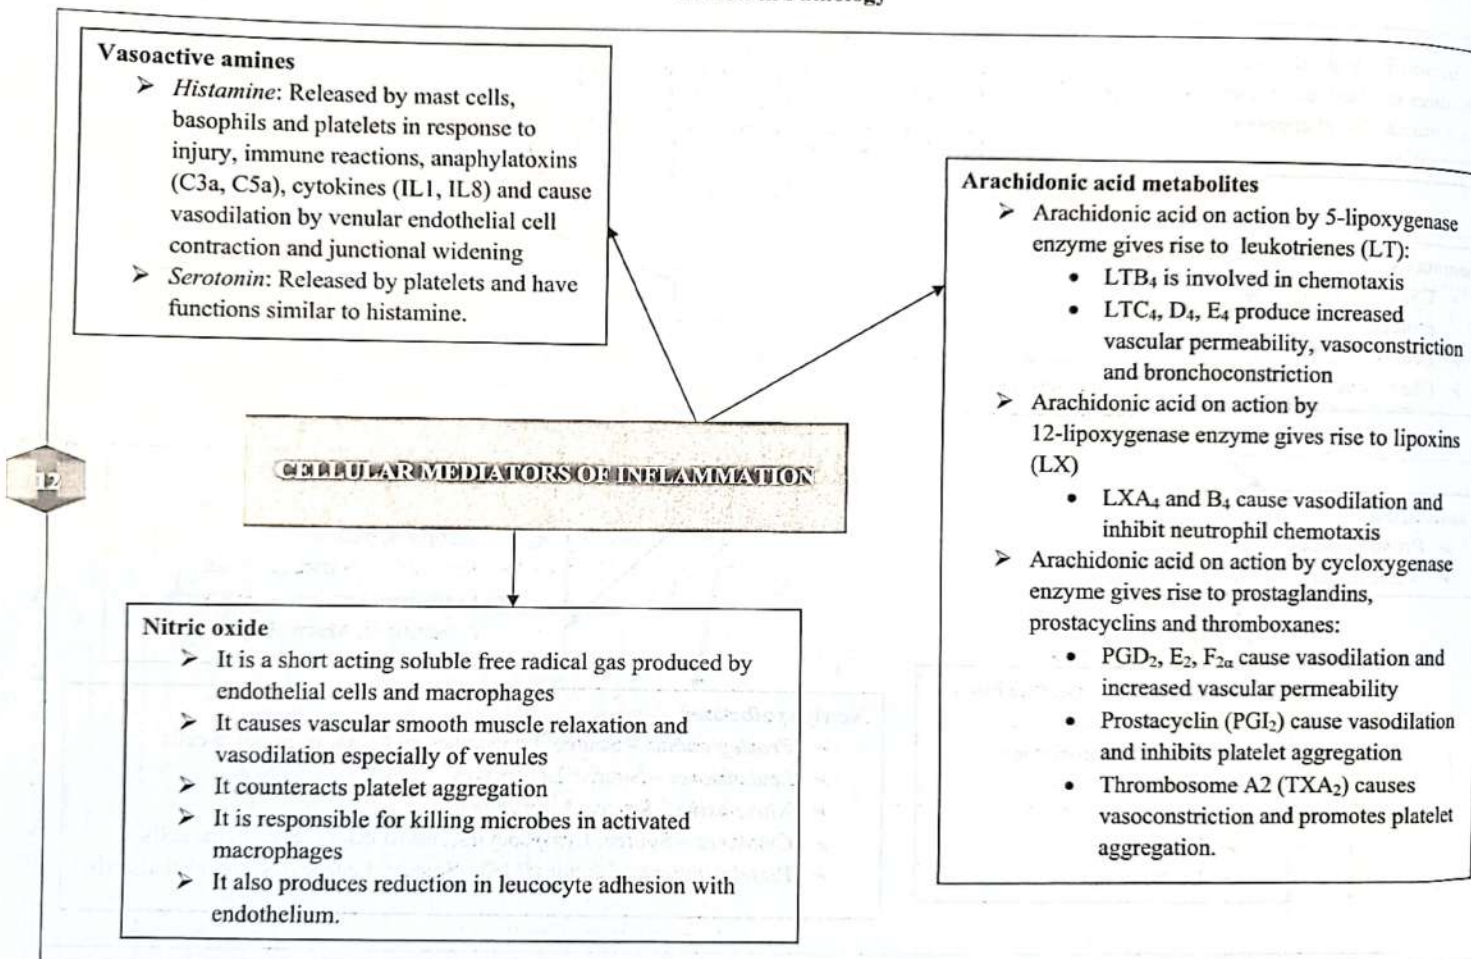 Vasoactive amines
➤ Histamine: Released by mast cells,
basophils and platelets in response to
injury, immune reactions, anaphylatoxins
(C3a, C5a), cytokines (IL1, IL8) and cause
vasodilation by venular endothelial cell
contraction and junctional widening
➤ Serotonin: Released by platelets and have
functions similar to histamine.
Arachidonic acid metabolites
➤ Arachidonic acid on action by 5-lipoxygenase
enzyme gives rise to leukotrienes (LT):
• LTB₄ is involved in chemotaxis
• LTC₄, D₄, E₄ produce increased
vascular permeability, vasoconstriction
and bronchoconstriction
➤ Arachidonic acid on action by
12-lipoxygenase enzyme gives rise to lipoxins
(LX)
• LXA₄ and B₄ cause vasodilation and
inhibit neutrophil chemotaxis
➤ Arachidonic acid on action by cycloxygenase
enzyme gives rise to prostaglandins,
prostacyclins and thromboxanes:
• PGD₂, E₂, F₂α cause vasodilation and
increased vascular permeability
• Prostacyclin (PGI₂) cause vasodilation
and inhibits platelet aggregation
• Thrombosome A2 (TXA₂) causes
vasoconstriction and promotes platelet
aggregation.
CELLULAR MEDIATORS OF INFLAMMATION
12
Nitric oxide
➤ It is a short acting soluble free radical gas produced by
endothelial cells and macrophages
➤ It causes vascular smooth muscle relaxation and
vasodilation especially of venules
➤ It counteracts platelet aggregation
➤ It is responsible for killing microbes in activated
macrophages
➤ It also produces reduction in leucocyte adhesion with
endothelium.